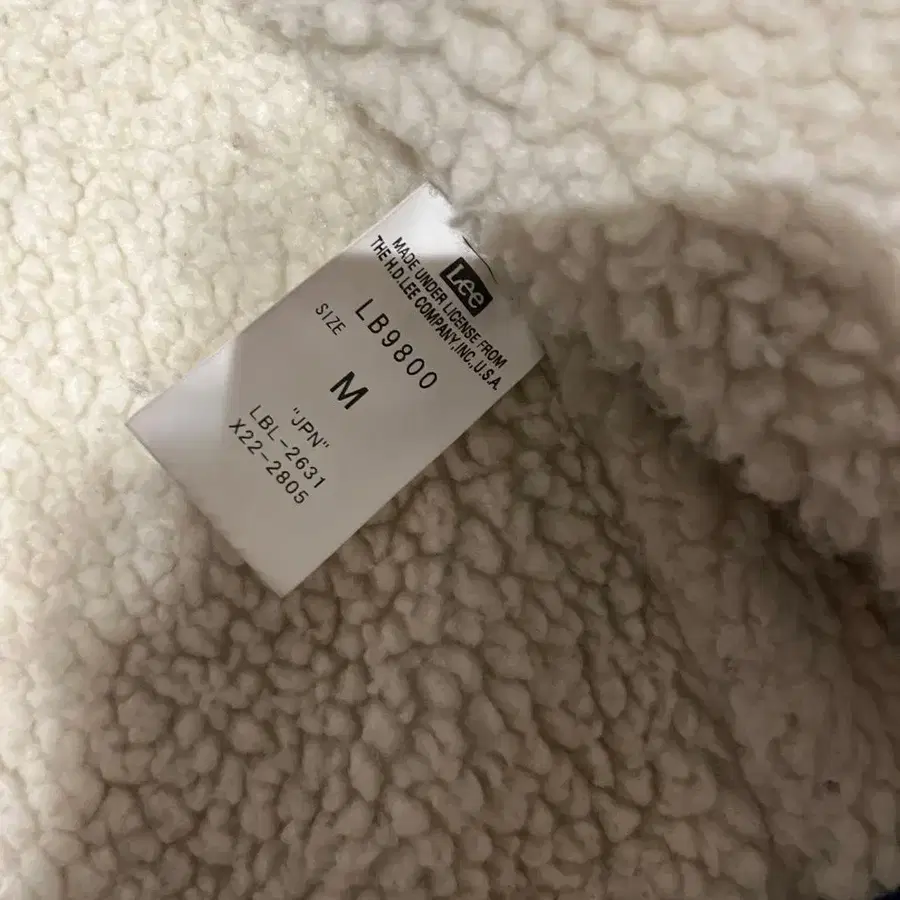 Lee
MADE UNDER LICENSE FROM
THE H.D.LEE COMPANY,INC.,U.S.A.
LB9800
SIZE
M
"JPN"
LBL-2631
X22-2805